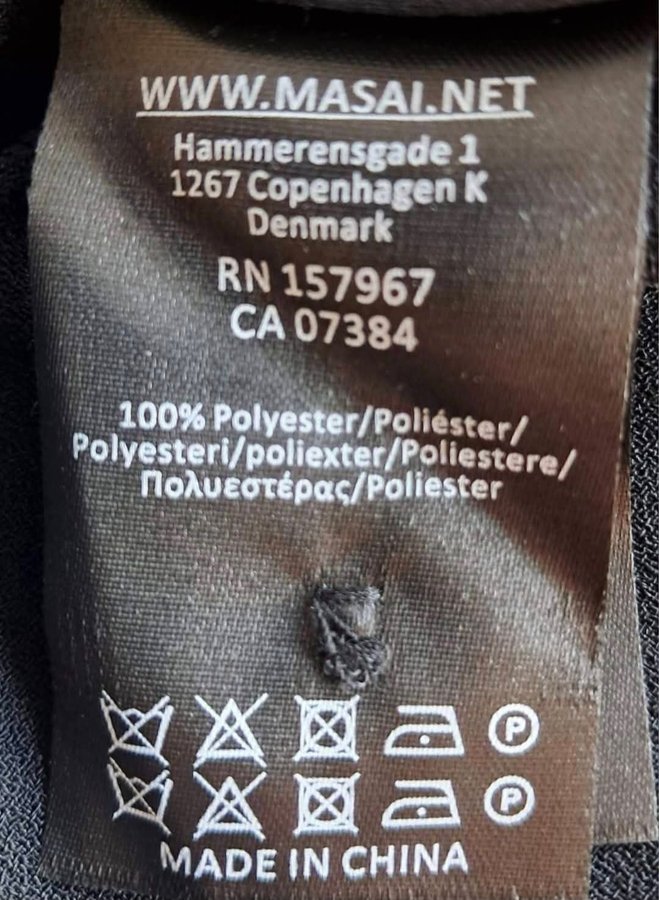 WWW.MASAI.NET
Hammerensgade 1
1267 Copenhagen K
Denmark
RN 157967
CA 07384
100% Polyester/Poliéster/
Polyesteri/poliexter/Poliestere/
Πολυεστέρας/Poliester
P
P
MADE IN CHINA